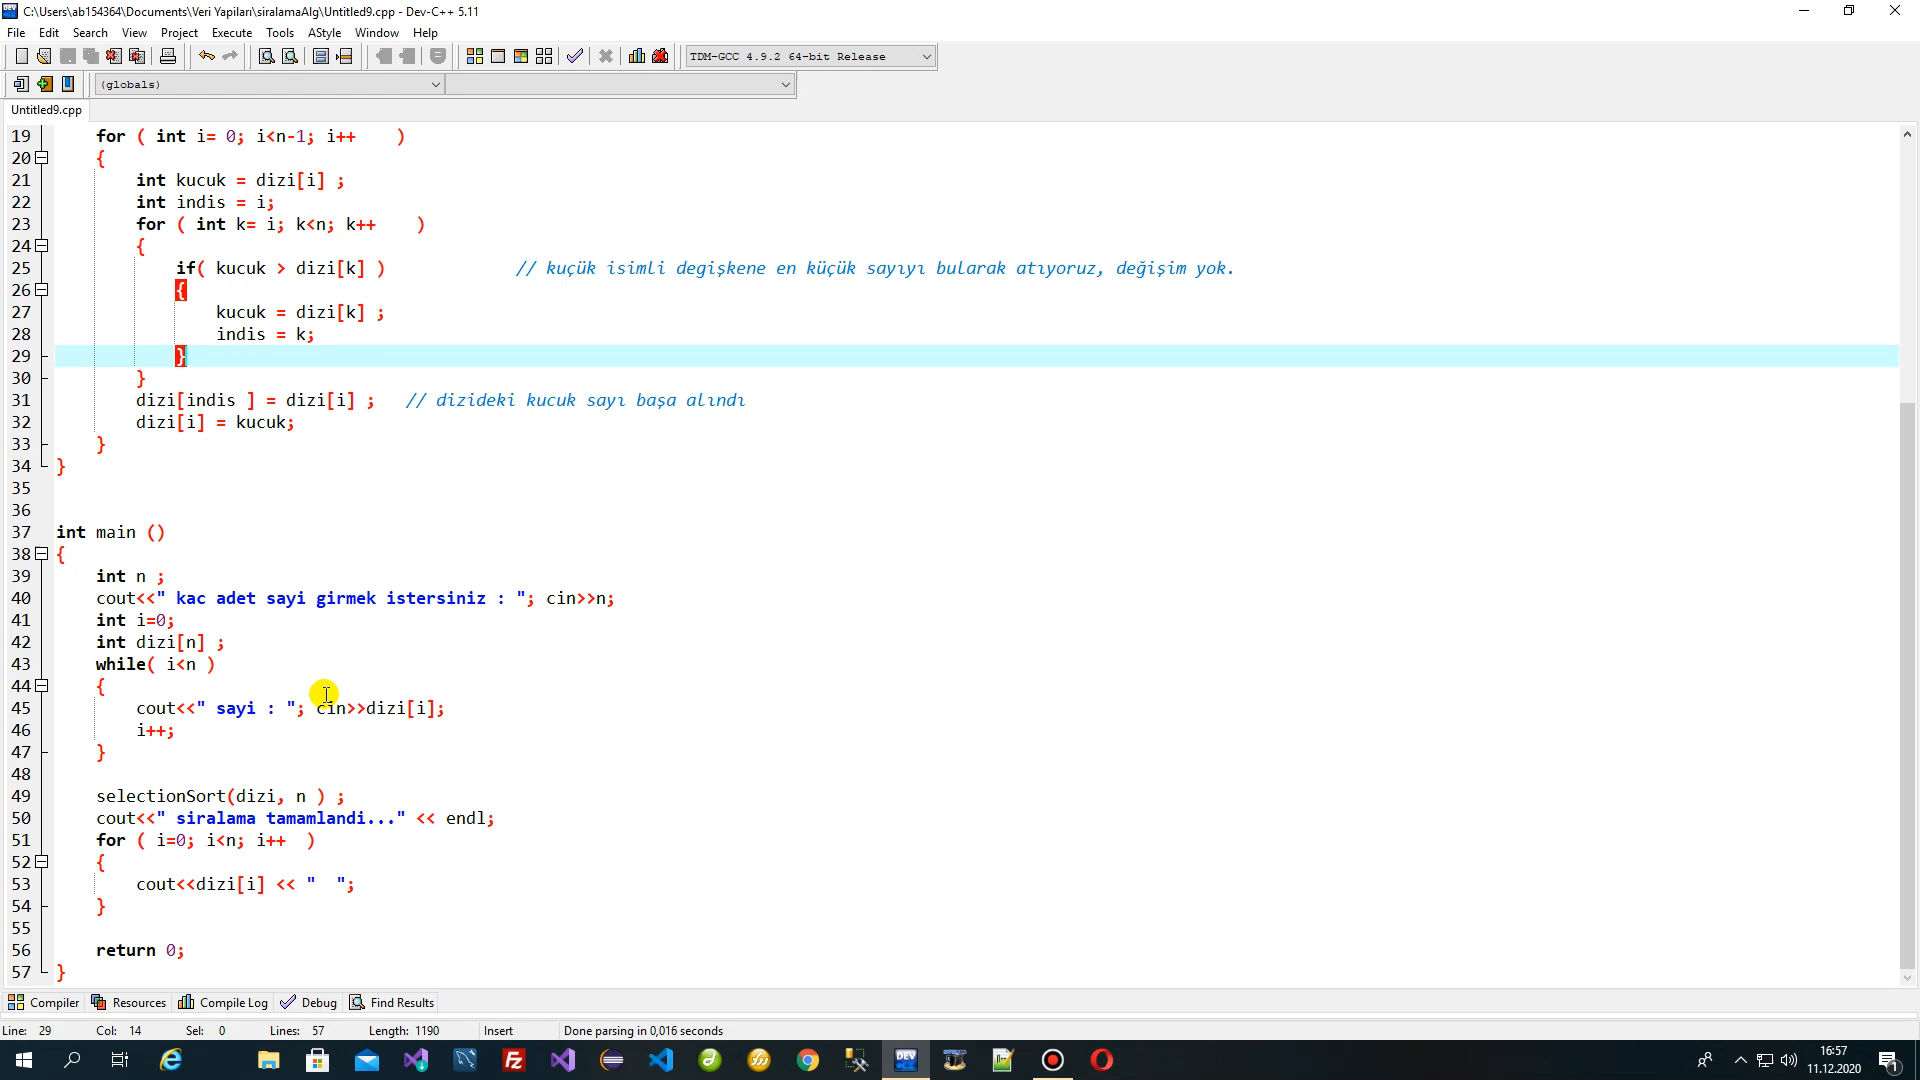 C:\Users\ab154364\Documents\Veri Yapıları\siralamaAlg\Untitled9.cpp - Dev-C++ 5.11
File Edit Search View Project Execute Tools AStyle Window Help
TDM-GCC 4.9.2 64-bit Release
(globals)
Untitled9.cpp
19 for ( int i= 0; i<n-1; i++ )
20 {
21 int kucuk = dizi[i] ;
22 int indis = i;
23 for ( int k= i; k<n; k++ )
24 {
25 if( kucuk > dizi[k] ) // kuçük isimli degişkene en küçük sayıyı bularak atıyoruz, değişim yok.
26 {
27 kucuk = dizi[k] ;
28 indis = k;
29 }
30 }
31 dizi[indis ] = dizi[i] ; // dizideki kucuk sayı başa alındı
32 dizi[i] = kucuk;
33 }
34 }
35
36
37 int main ()
38 {
39 int n ;
40 cout<<" kac adet sayi girmek istersiniz : "; cin>>n;
41 int i=0;
42 int dizi[n] ;
43 while( i<n )
44 {
45 cout<<" sayi : "; cin>>dizi[i];
46 i++;
47 }
48
49 selectionSort(dizi, n ) ;
50 cout<<" siralama tamamlandi..." << endl;
51 for ( i=0; i<n; i++ )
52 {
53 cout<<dizi[i] << "  ";
54 }
55
56 return 0;
57 }
Compiler Resources Compile Log Debug Find Results
Line: 29 Col: 14 Sel: 0 Lines: 57 Length: 1190 Insert Done parsing in 0,016 seconds
DEV
16:57
11.12.2020
1